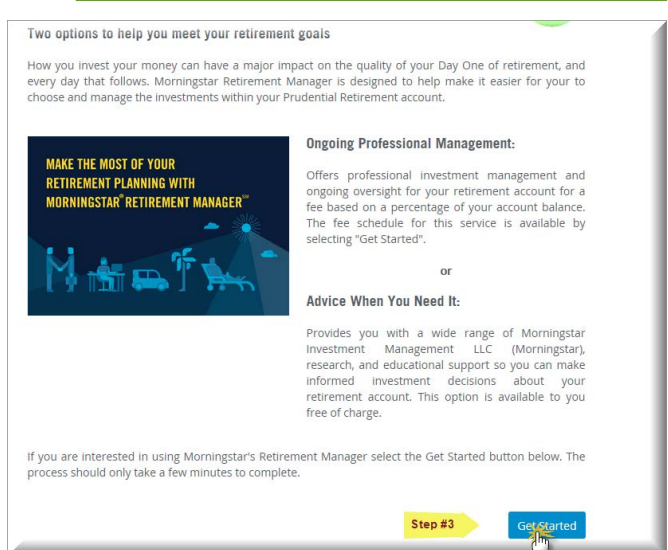 Two options to help you meet your retirement goals
How you invest your money can have a major impact on the quality of your Day One of retirement, and
every day that follows. Morningstar Retirement Manager is designed to help make it easier for your to
choose and manage the investments within your Prudential Retirement account.
MAKE THE MOST OF YOUR
RETIREMENT PLANNING WITH
MORNINGSTAR® RETIREMENT MANAGER℠
Ongoing Professional Management:
Offers professional investment management and
ongoing oversight for your retirement account for a
fee based on a percentage of your account balance.
The fee schedule for this service is available by
selecting "Get Started".
or
Advice When You Need It:
Provides you with a wide range of Morningstar
Investment Management LLC (Morningstar),
research, and educational support so you can make
informed investment decisions about your
retirement account. This option is available to you
free of charge.
If you are interested in using Morningstar's Retirement Manager select the Get Started button below. The
process should only take a few minutes to complete.
Step #3
Get Started